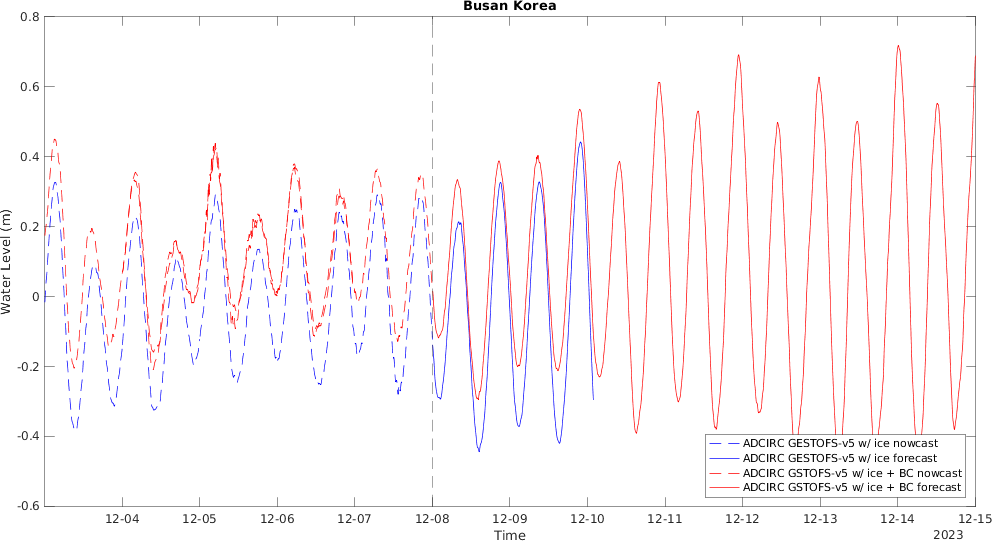 Busan Korea
0.8
0.6
0.4
0.2
0
-0.2
-0.4
-0.6
Water Level (m)
ADCIRC GESTOFS-v5 w/ ice nowcast
ADCIRC GESTOFS-v5 w/ ice forecast
ADCIRC GSTOFS-v5 w/ ice + BC nowcast
ADCIRC GSTOFS-v5 w/ ice + BC forecast
12-04 12-05 12-06 12-07 12-08 12-09 12-10 12-11 12-12 12-13 12-14 12-15
Time
2023